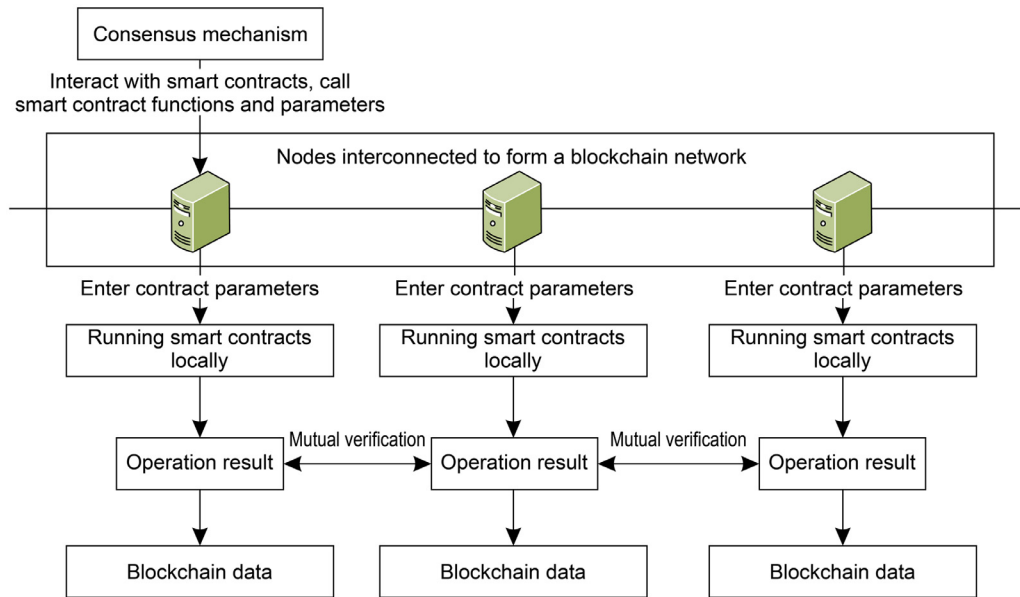 Consensus mechanism
Interact with smart contracts, call
smart contract functions and parameters
Nodes interconnected to form a blockchain network
Enter contract parameters
Enter contract parameters
Enter contract parameters
Running smart contracts
locally
Running smart contracts
locally
Running smart contracts
locally
Mutual verification
Mutual verification
Operation result
Operation result
Operation result
Blockchain data
Blockchain data
Blockchain data